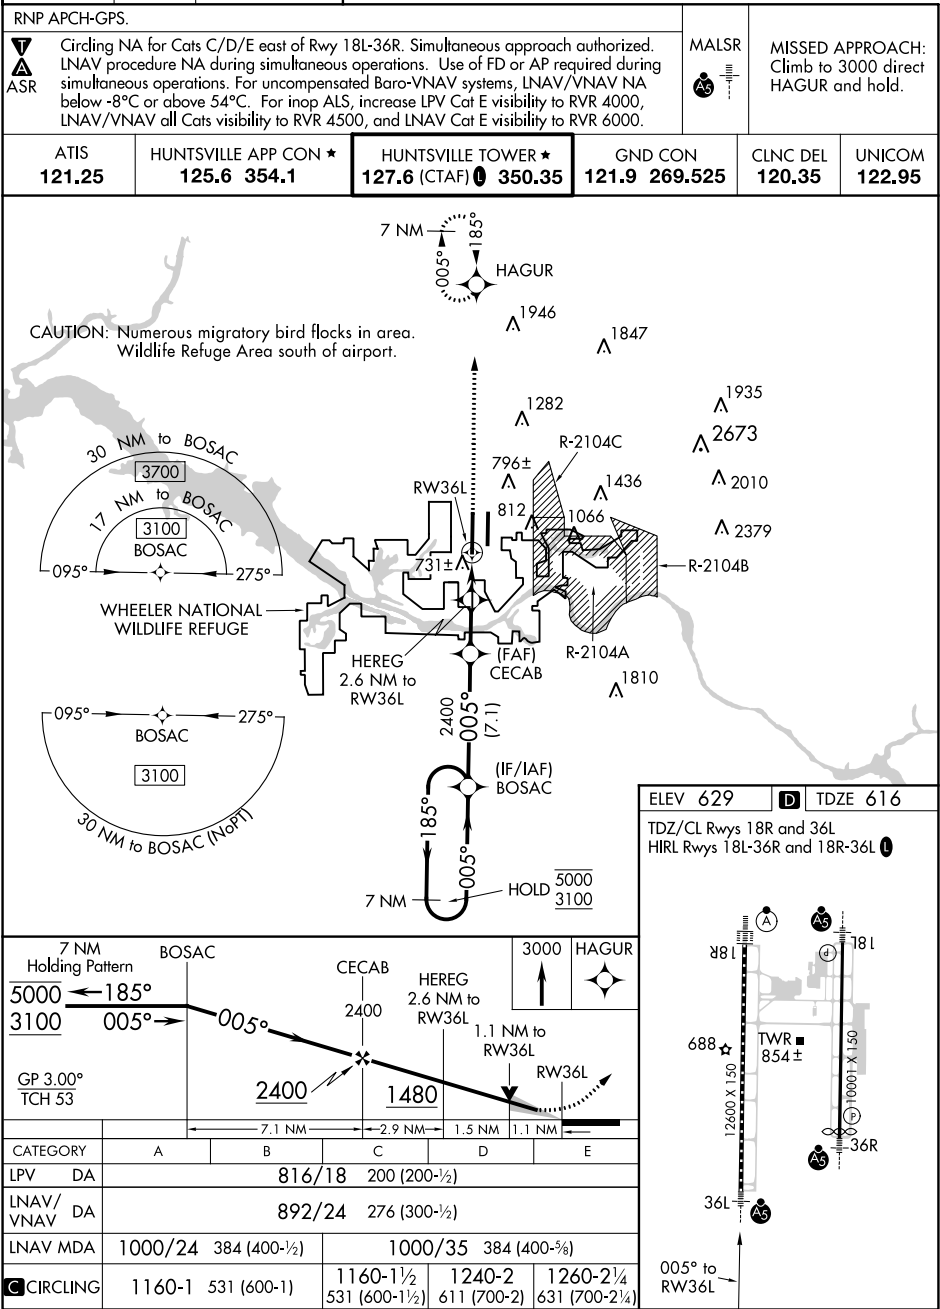 RNP APCH-GPS.
T
A
ASR
Circling NA for Cats C/D/E east of Rwy 18L-36R. Simultaneous approach authorized.
LNAV procedure NA during simultaneous operations. Use of FD or AP required during
simultaneous operations. For uncompensated Baro-VNAV systems, LNAV/VNAV NA
below -8°C or above 54°C. For inop ALS, increase LPV Cat E visibility to RVR 4000,
LNAV/VNAV all Cats visibility to RVR 4500, and LNAV Cat E visibility to RVR 6000.
MALSR
A5
MISSED APPROACH:
Climb to 3000 direct
HAGUR and hold.
ATIS
121.25
HUNTSVILLE APP CON ★
125.6 354.1
HUNTSVILLE TOWER ★
127.6 (CTAF) L 350.35
GND CON
121.9 269.525
CLNC DEL
120.35
UNICOM
122.95
7 NM
185°
005°
HAGUR
CAUTION: Numerous migratory bird flocks in area.
Wildlife Refuge Area south of airport.
1946
1847
1282
1935
2673
R-2104C
796±
1436
2010
RW36L
812
1066
2379
731±
R-2104B
30 NM to BOSAC
3700
17 NM to BOSAC
3100
BOSAC
095°
275°
WHEELER NATIONAL
WILDLIFE REFUGE
HEREG
2.6 NM to
RW36L
(FAF)
CECAB
R-2104A
1810
2400
005°
(7.1)
095°
275°
BOSAC
3100
30 NM to BOSAC (NoPT)
(IF/IAF)
BOSAC
185°
005°
7 NM
HOLD
5000
3100
ELEV 629
D
TDZE 616
TDZ/CL Rwys 18R and 36L
HIRL Rwys 18L-36R and 18R-36L L
A
A5
18R
18L
P
688
TWR
854±
12600 X 150
10001 X 150
P
36R
A5
36L
A5
005° to
RW36L
7 NM
Holding Pattern
BOSAC
5000
185°
3100
005°
005°
CECAB
2400
HEREG
2.6 NM to
RW36L
1.1 NM to
RW36L
RW36L
3000
HAGUR
GP 3.00°
TCH 53
2400
1480
7.1 NM
2.9 NM
1.5 NM
1.1 NM
CATEGORY A B C D E
LPV DA 816/18 200 (200-½)
LNAV/
VNAV DA 892/24 276 (300-½)
LNAV MDA 1000/24 384 (400-½) 1000/35 384 (400-⅝)
C CIRCLING 1160-1 531 (600-1)
1160-1½
531 (600-1½)
1240-2
611 (700-2)
1260-2¼
631 (700-2¼)